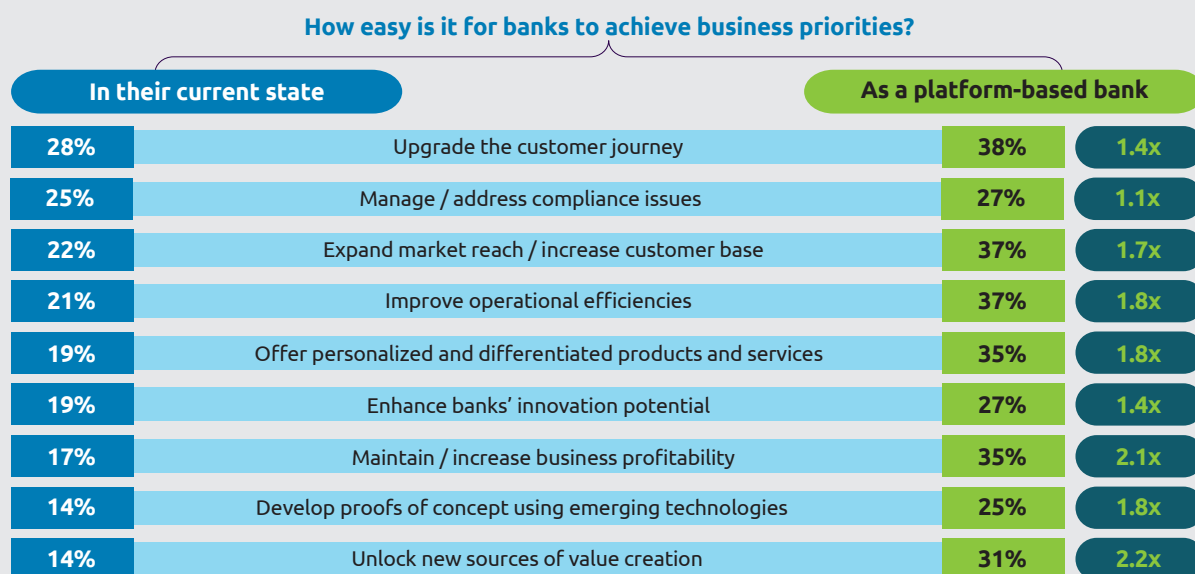 How easy is it for banks to achieve business priorities?
In their current state
As a platform-based bank
28% Upgrade the customer journey 38% 1.4x
25% Manage / address compliance issues 27% 1.1x
22% Expand market reach / increase customer base 37% 1.7x
21% Improve operational efficiencies 37% 1.8x
19% Offer personalized and differentiated products and services 35% 1.8x
19% Enhance banks’ innovation potential 27% 1.4x
17% Maintain / increase business profitability 35% 2.1x
14% Develop proofs of concept using emerging technologies 25% 1.8x
14% Unlock new sources of value creation 31% 2.2x